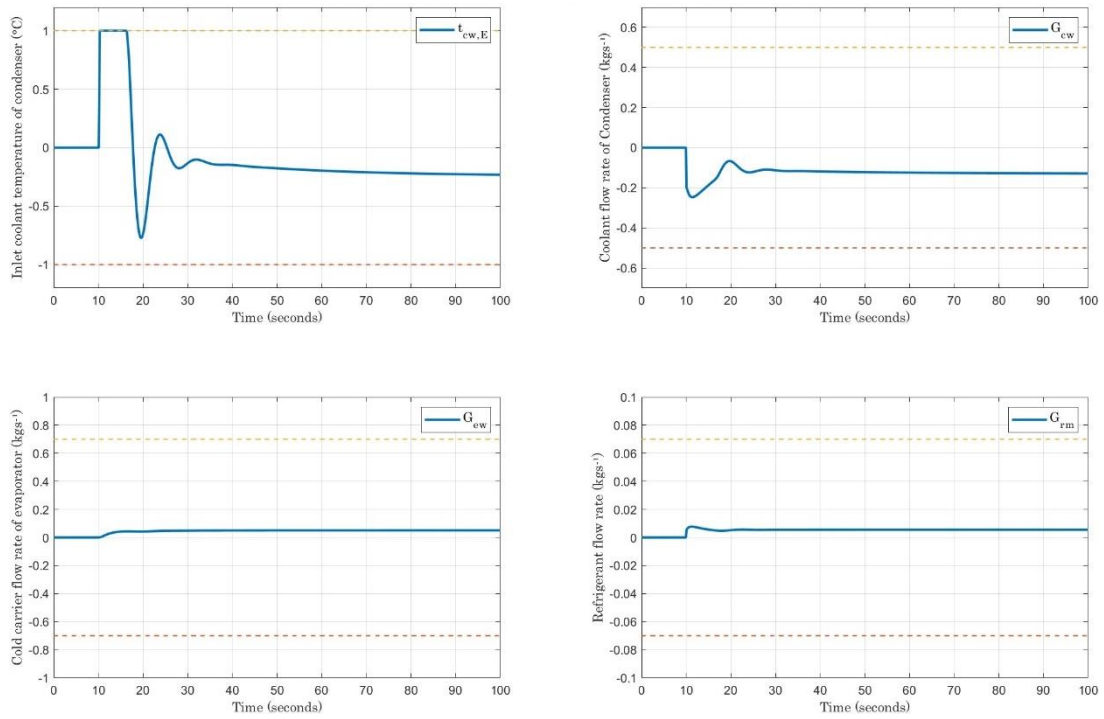 Inlet coolant temperature of condenser (°C)
1
0.5
0
-0.5
-1
t_cw,E
0 10 20 30 40 50 60 70 80 90 100
Time (seconds)
Coolant flow rate of Condenser (kgs⁻¹)
0.6
0.4
0.2
0
-0.2
-0.4
-0.6
G_cw
0 10 20 30 40 50 60 70 80 90 100
Time (seconds)
Cold carrier flow rate of evaporator (kgs⁻¹)
1
0.8
0.6
0.4
0.2
0
-0.2
-0.4
-0.6
-0.8
-1
G_ew
0 10 20 30 40 50 60 70 80 90 100
Time (seconds)
Refrigerant flow rate (kgs⁻¹)
0.1
0.08
0.06
0.04
0.02
0
-0.02
-0.04
-0.06
-0.08
-0.1
G_rm
0 10 20 30 40 50 60 70 80 90 100
Time (seconds)